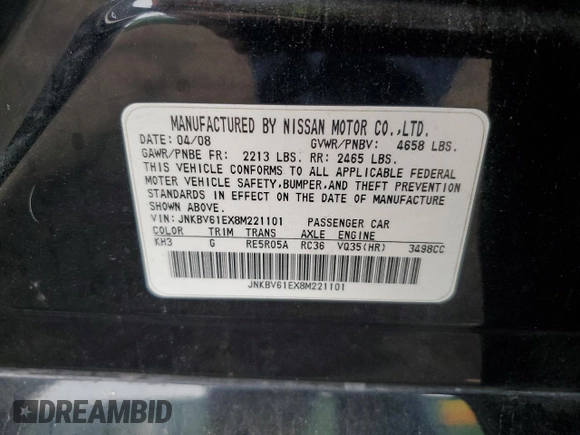 MANUFACTURED BY NISSAN MOTOR CO.,LTD.
DATE: 04/08 GVWR/PNBV: 4658 LBS.
GAWR/PNBE FR: 2213 LBS. RR: 2465 LBS.
THIS VEHICLE CONFORMS TO ALL APPLICABLE FEDERAL
MOTER VEHICLE SAFETY,BUMPER,AND THEFT PREVENTION
STANDARDS IN EFFECT ON THE DATE OF MANUFACTURE
SHOWN ABOVE.
VIN: JNKBV61EX8M221101 PASSENGER CAR
COLOR TRIM TRANS AXLE ENGINE
KH3 G RE5R05A RC36 VQ35(HR) 3498CC
JNKBV61EX8M221101
DREAMBID